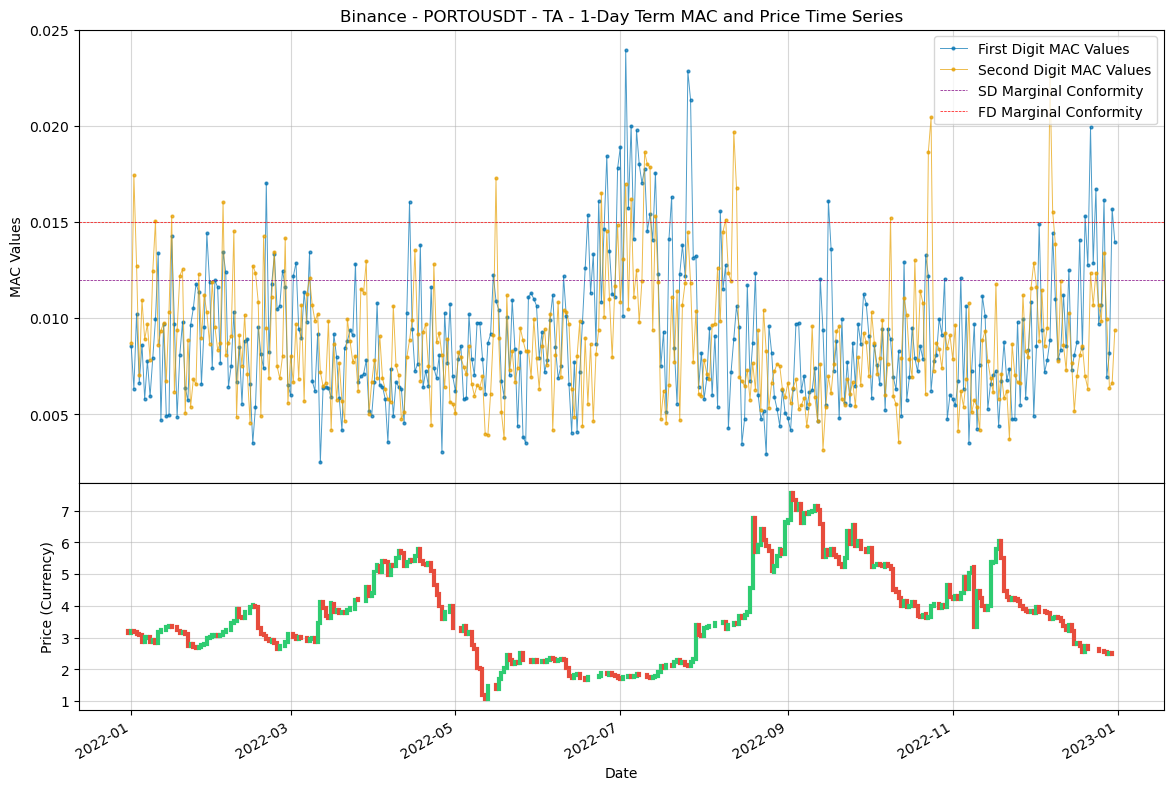 Binance - PORTOUSDT - TA - 1-Day Term MAC and Price Time Series
0.025
0.020
0.015
0.010
0.005
MAC Values
First Digit MAC Values
Second Digit MAC Values
SD Marginal Conformity
FD Marginal Conformity
7
6
5
4
3
2
1
Price (Currency)
2022-01
2022-03
2022-05
2022-07
2022-09
2022-11
2023-01
Date